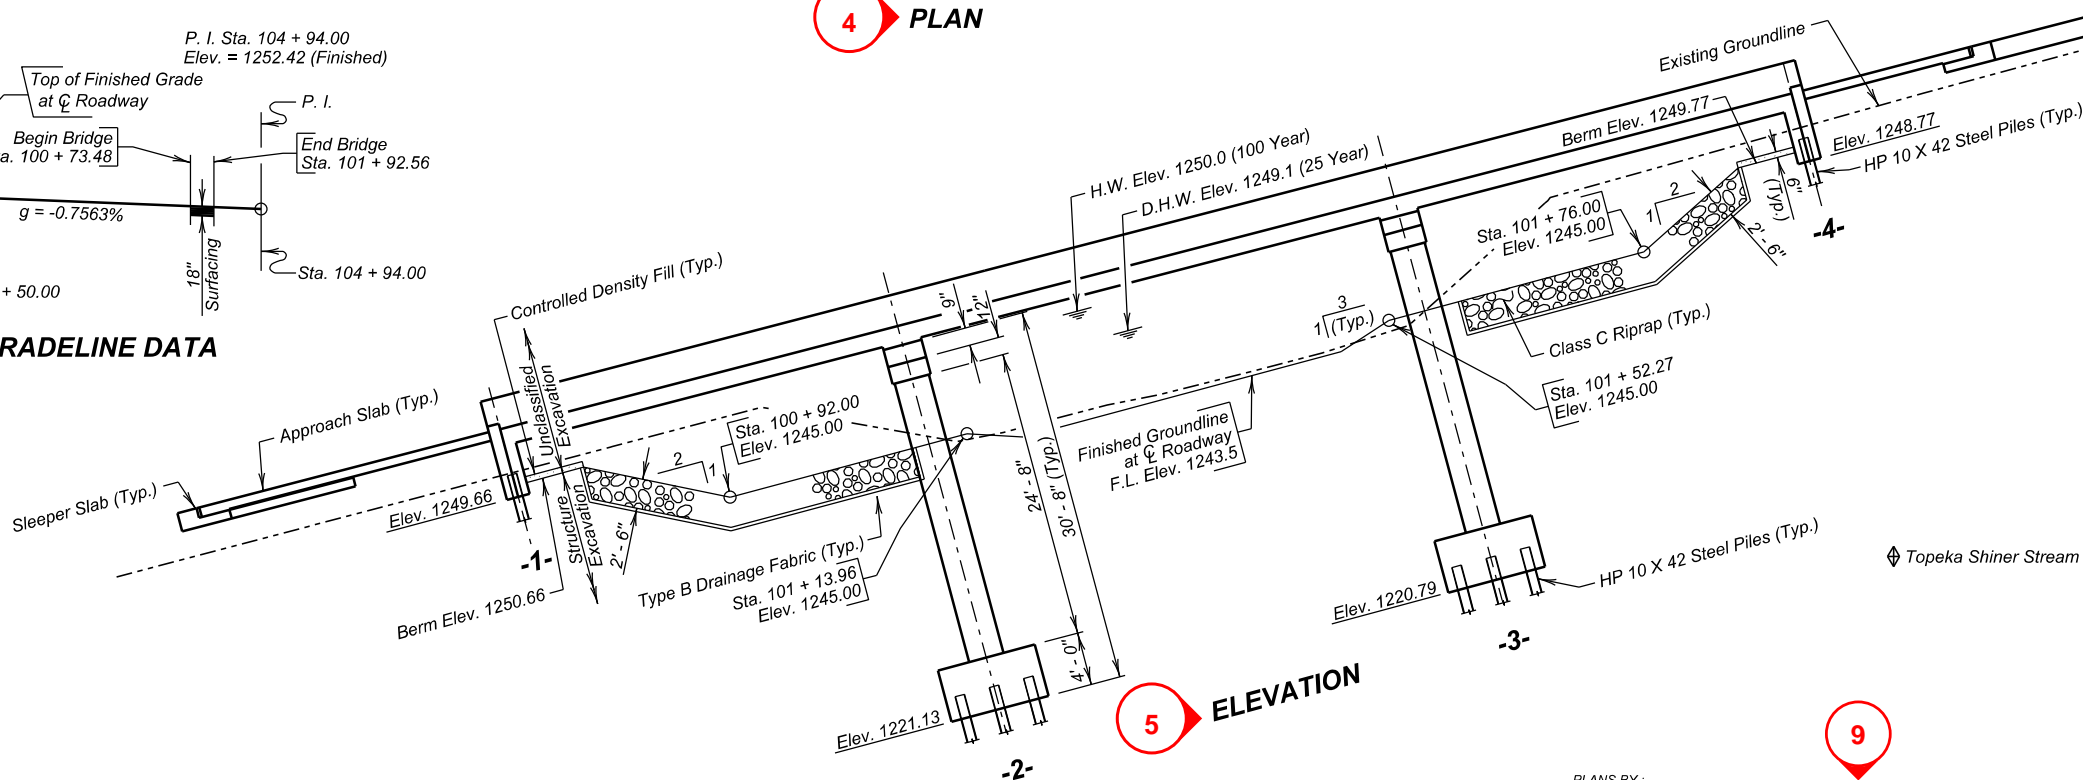 4
PLAN
P. I. Sta. 104 + 94.00
Elev. = 1252.42 (Finished)
Top of Finished Grade
at ℄ Roadway
P. I.
Begin Bridge
a. 100 + 73.48
End Bridge
Sta. 101 + 92.56
g = -0.7563%
18"
Surfacing
Sta. 104 + 94.00
+ 50.00
RADELINE DATA
Existing Groundline
Berm Elev. 1249.77
Elev. 1248.77
HP 10 X 42 Steel Piles (Typ.)
H.W. Elev. 1250.0 (100 Year)
D.H.W. Elev. 1249.1 (25 Year)
Sta. 101 + 76.00
Elev. 1245.00
2
1
6"
(Typ.)
2' - 6"
-4-
Controlled Density Fill (Typ.)
Unclassified
Excavation
Structure
Excavation
9"
12"
3
1
(Typ.)
Class C Riprap (Typ.)
Sta. 101 + 52.27
Elev. 1245.00
Approach Slab (Typ.)
Sleeper Slab (Typ.)
Elev. 1249.66
-1-
Berm Elev. 1250.66
2
1
Sta. 100 + 92.00
Elev. 1245.00
2' - 6"
Type B Drainage Fabric (Typ.)
Sta. 101 + 13.96
Elev. 1245.00
24' - 8"
30' - 8" (Typ.)
4' - 0"
Finished Groundline
at ℄ Roadway
F.L. Elev. 1243.5
Elev. 1221.13
-2-
Elev. 1220.79
HP 10 X 42 Steel Piles (Typ.)
-3-
Topeka Shiner Stream
5
ELEVATION
9
PLANS BY :